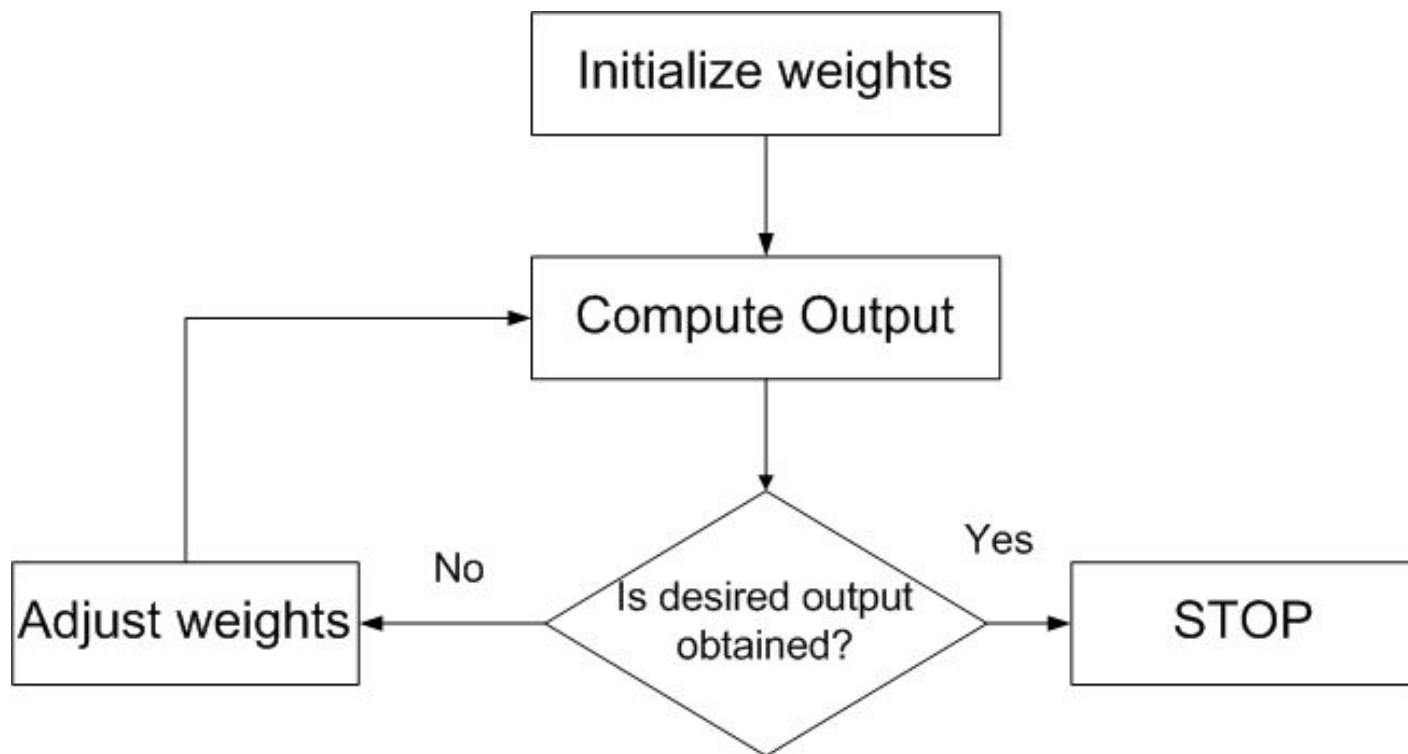 Initialize weights
Compute Output
Yes
No
Is desired output
obtained?
Adjust weights
STOP